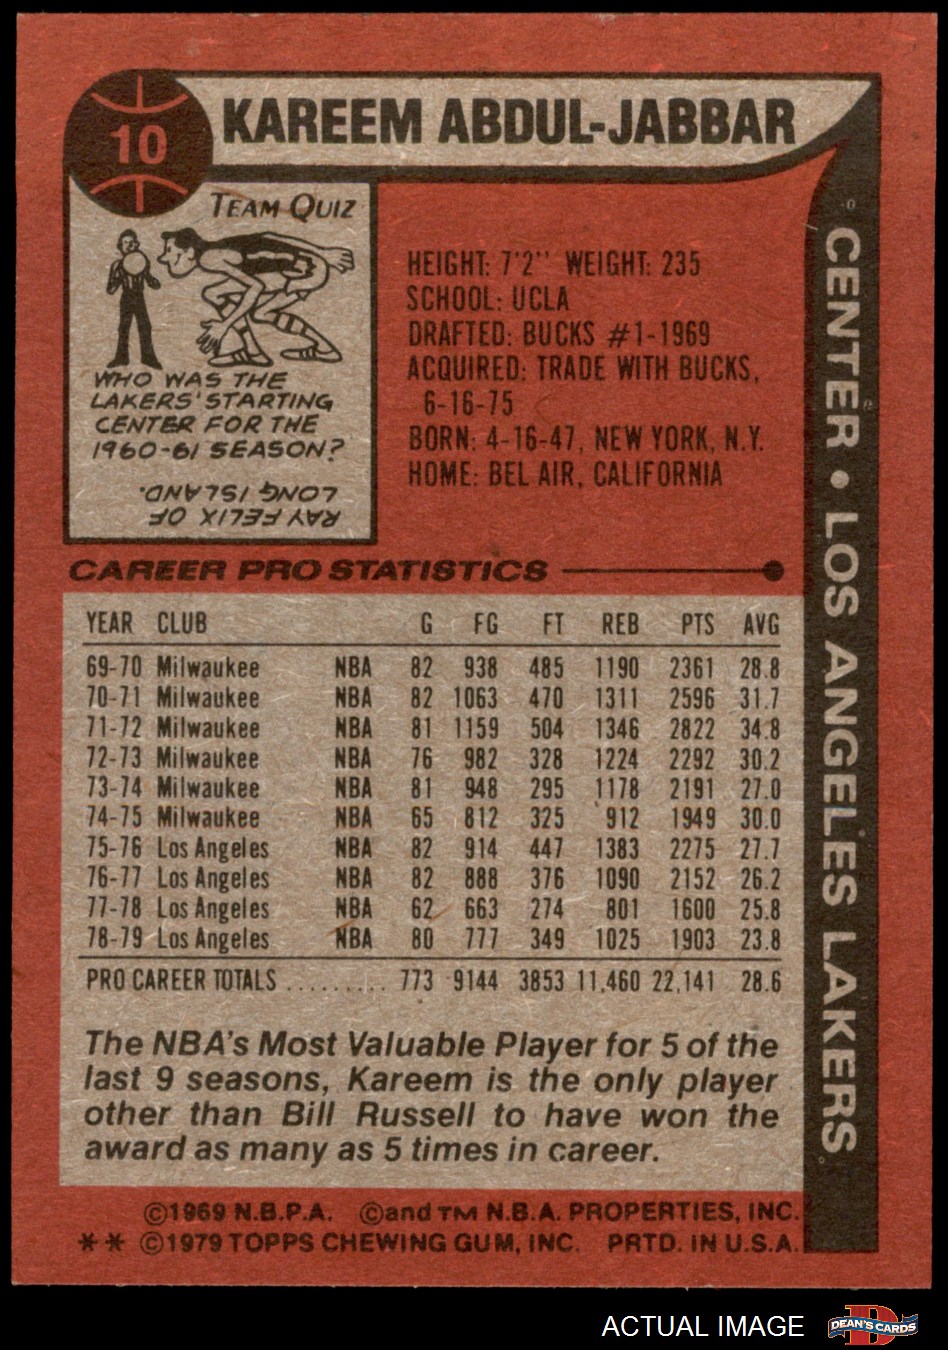 10
KAREEM ABDUL-JABBAR
TEAM QUIZ
WHO WAS THE
LAKERS' STARTING
CENTER FOR THE
1960-61 SEASON?
RAY FELIX OF
LONG ISLAND.
HEIGHT: 7'2" WEIGHT: 235
SCHOOL: UCLA
DRAFTED: BUCKS #1-1969
ACQUIRED: TRADE WITH BUCKS,
6-16-75
BORN: 4-16-47, NEW YORK, N.Y.
HOME: BEL AIR, CALIFORNIA
CENTER • LOS ANGELES LAKERS
CAREER PRO STATISTICS
YEAR CLUB G FG FT REB PTS AVG
69-70 Milwaukee NBA 82 938 485 1190 2361 28.8
70-71 Milwaukee NBA 82 1063 470 1311 2596 31.7
71-72 Milwaukee NBA 81 1159 504 1346 2822 34.8
72-73 Milwaukee NBA 76 982 328 1224 2292 30.2
73-74 Milwaukee NBA 81 948 295 1178 2191 27.0
74-75 Milwaukee NBA 65 812 325 912 1949 30.0
75-76 Los Angeles NBA 82 914 447 1383 2275 27.7
76-77 Los Angeles NBA 82 888 376 1090 2152 26.2
77-78 Los Angeles NBA 62 663 274 801 1600 25.8
78-79 Los Angeles NBA 80 777 349 1025 1903 23.8
PRO CAREER TOTALS ......... 773 9144 3853 11,460 22,141 28.6
The NBA's Most Valuable Player for 5 of the
last 9 seasons, Kareem is the only player
other than Bill Russell to have won the
award as many as 5 times in career.
©1969 N.B.P.A. ©and TM N.B.A. PROPERTIES, INC.
** ©1979 TOPPS CHEWING GUM, INC. PRTD. IN U.S.A.
ACTUAL IMAGE
D
DEAN'S CARDS